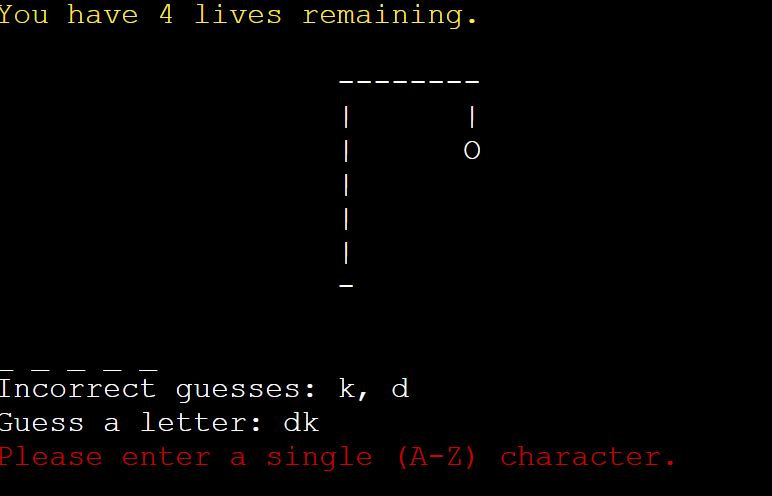 You have 4 lives remaining.
--------
| |
| O
|
|
|
-
_ _ _ _ _
Incorrect guesses: k, d
Guess a letter: dk
Please enter a single (A-Z) character.